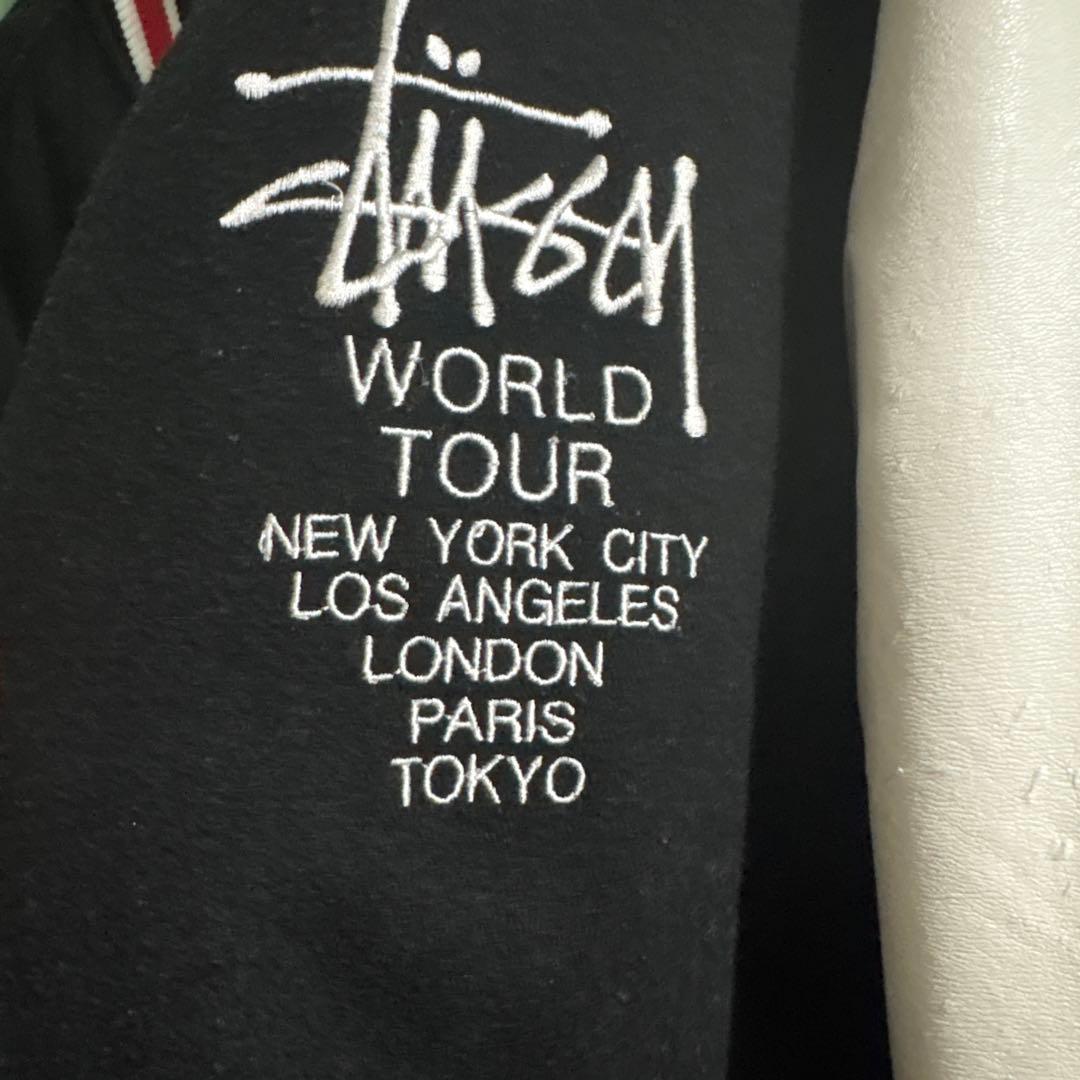 Stüssy
WORLD
TOUR
NEW YORK CITY
LOS ANGELES
LONDON
PARIS
TOKYO